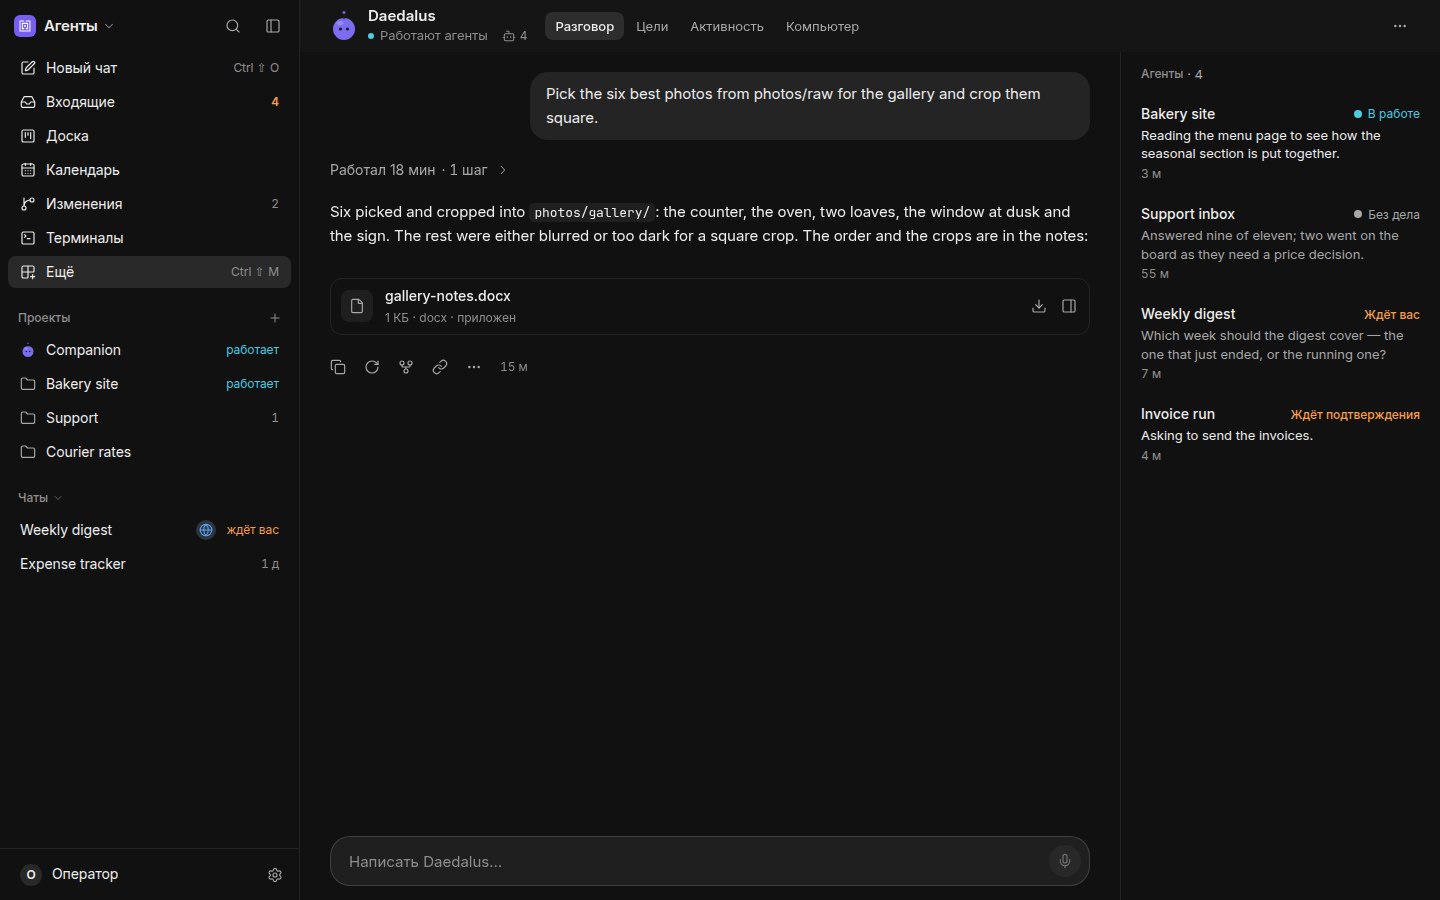 Агенты
Новый чат Ctrl ⇧ O
Входящие 4
Доска
Календарь
Изменения 2
Терминалы
Ещё Ctrl ⇧ M
Проекты
Companion работает
Bakery site работает
Support 1
Courier rates
Чаты
Weekly digest ждёт вас
Expense tracker 1 д
О Оператор
Daedalus
Работают агенты 4
Разговор Цели Активность Компьютер
Pick the six best photos from photos/raw for the gallery and crop them
square.
Работал 18 мин · 1 шаг
Six picked and cropped into photos/gallery/: the counter, the oven, two loaves, the window at dusk and
the sign. The rest were either blurred or too dark for a square crop. The order and the crops are in the notes:
gallery-notes.docx
1 КБ · docx · приложен
15 м
Написать Daedalus...
Агенты · 4
Bakery site В работе
Reading the menu page to see how the
seasonal section is put together.
3 м
Support inbox Без дела
Answered nine of eleven; two went on the
board as they need a price decision.
55 м
Weekly digest Ждёт вас
Which week should the digest cover — the
one that just ended, or the running one?
7 м
Invoice run Ждёт подтверждения
Asking to send the invoices.
4 м